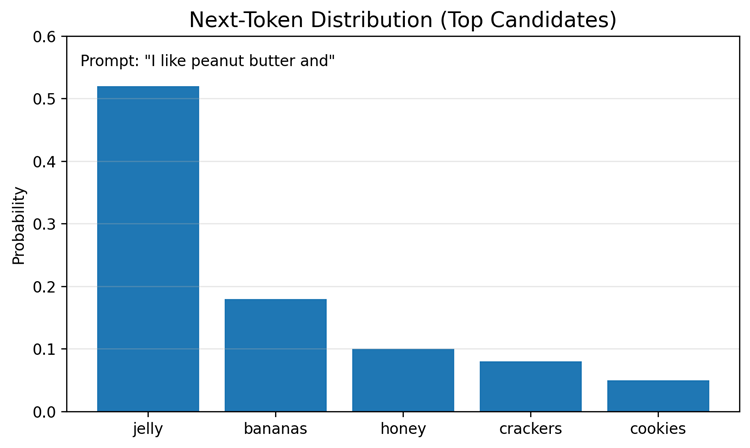 Next-Token Distribution (Top Candidates)
Prompt: "I like peanut butter and"
Probability
0.6
0.5
0.4
0.3
0.2
0.1
0.0
jelly bananas honey crackers cookies